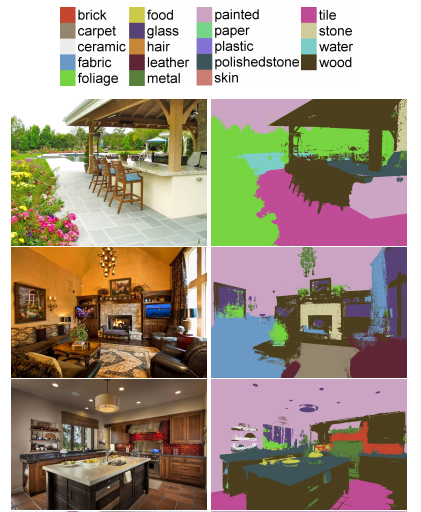 brick food painted tile
carpet glass paper stone
ceramic hair plastic water
fabric leather polishedstone wood
foliage metal skin